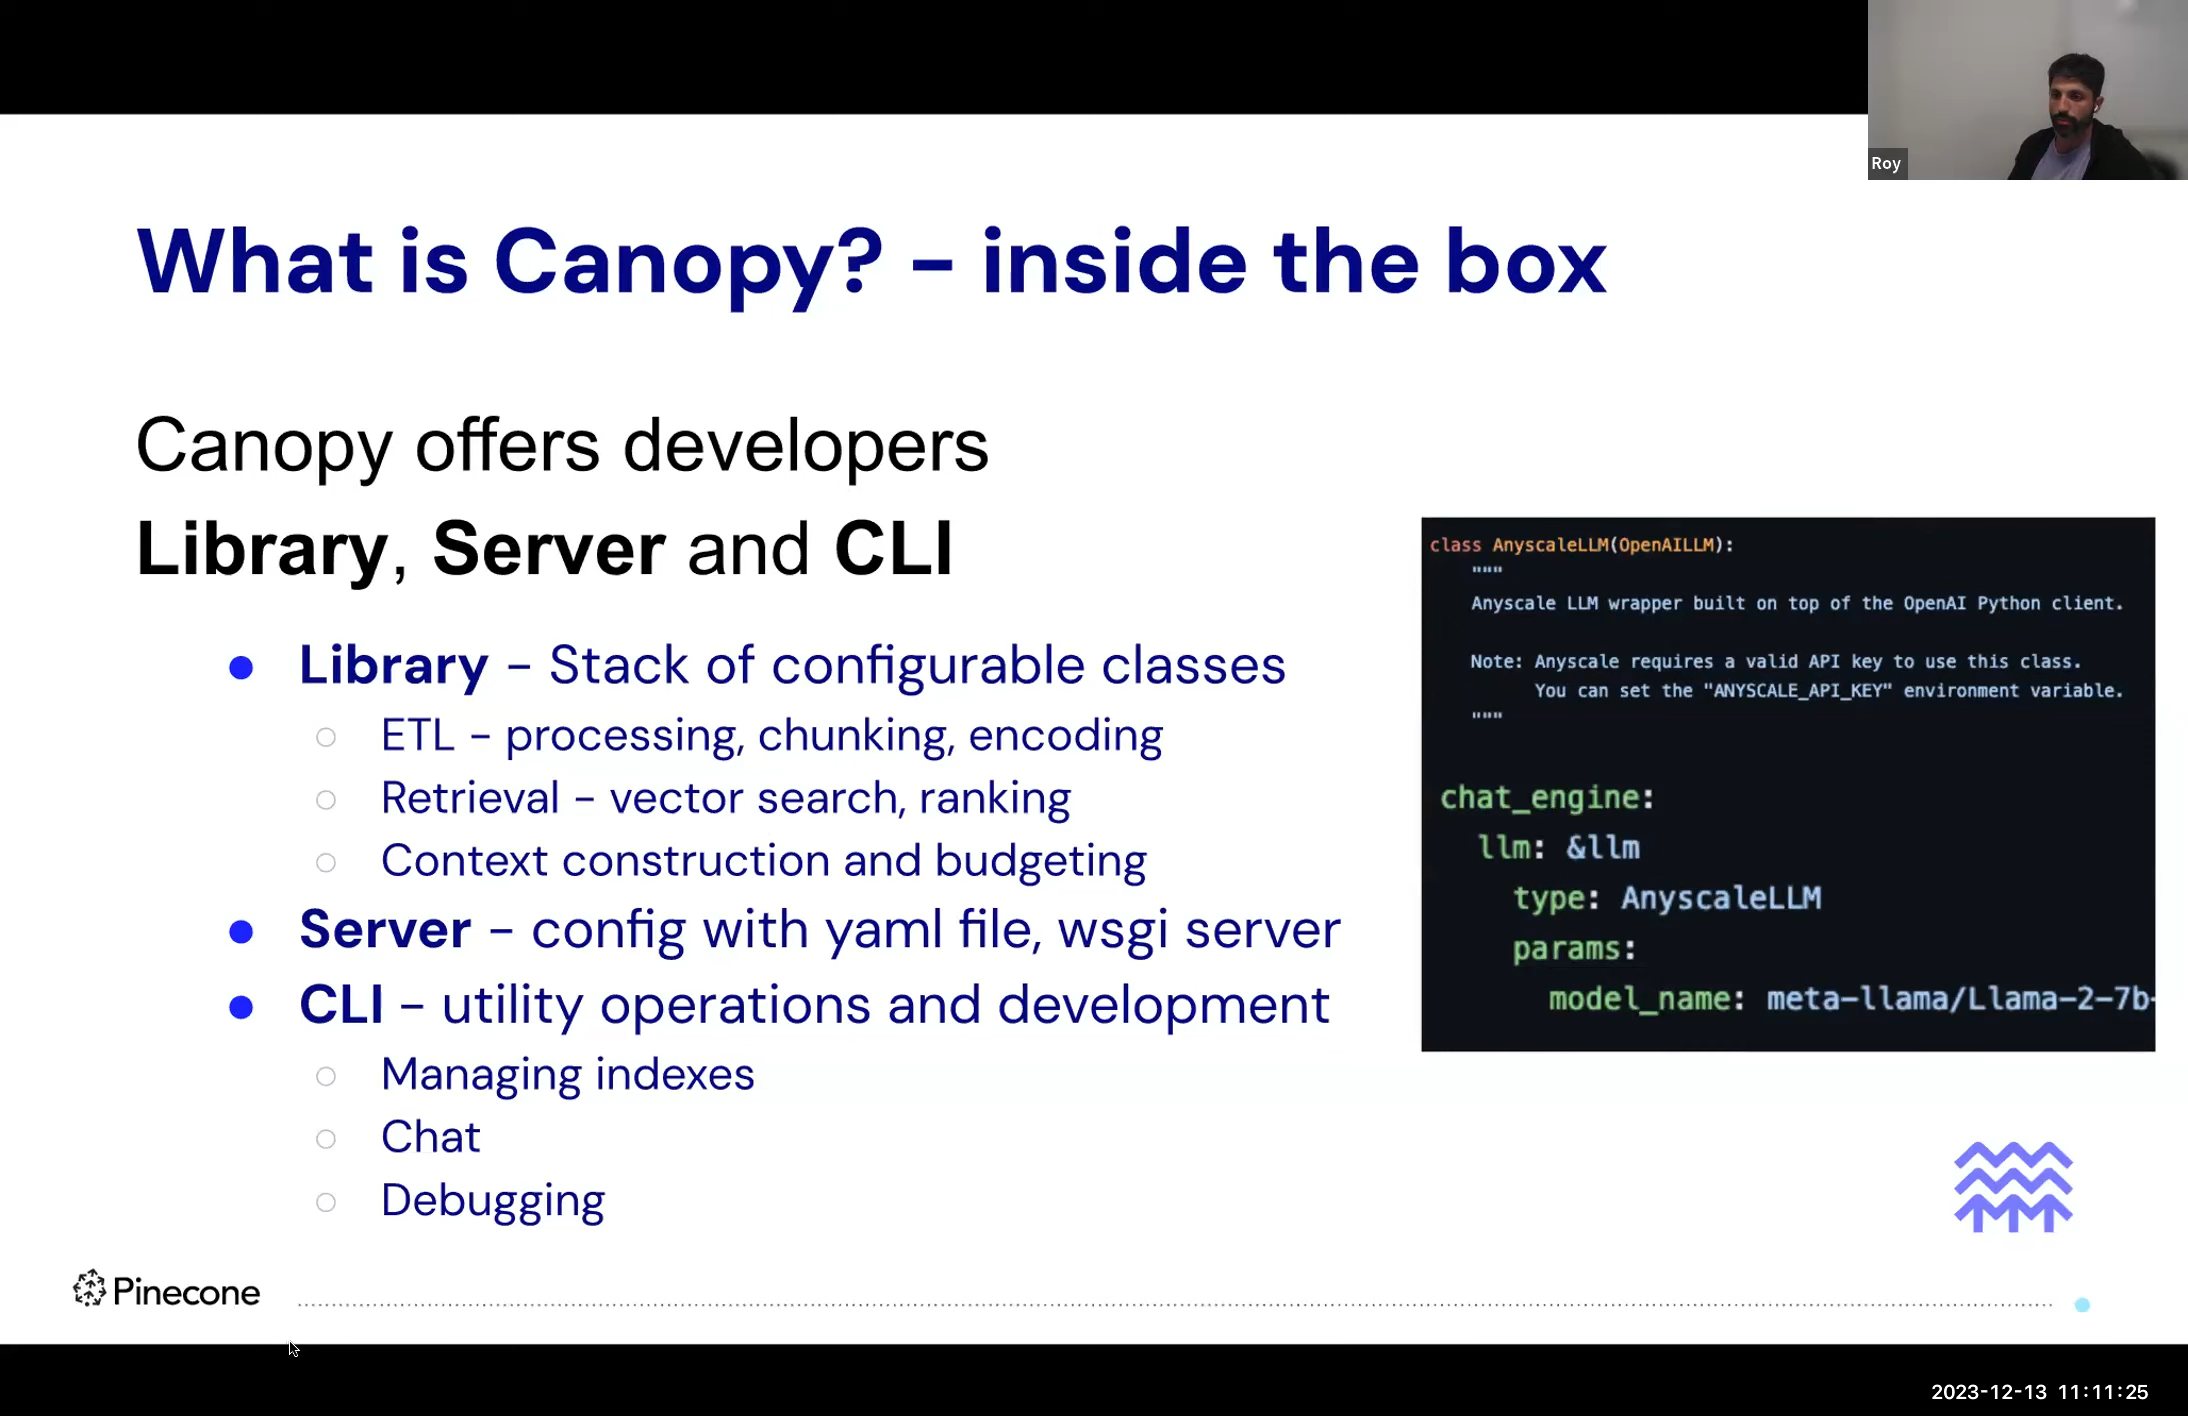 Roy
What is Canopy? – inside the box
Canopy offers developers
Library, Server and CLI
● Library – Stack of configurable classes
○ ETL – processing, chunking, encoding
○ Retrieval – vector search, ranking
○ Context construction and budgeting
● Server – config with yaml file, wsgi server
● CLI – utility operations and development
○ Managing indexes
○ Chat
○ Debugging
class AnyscaleLLM(OpenAILLM):
"""
Anyscale LLM wrapper built on top of the OpenAI Python client.
Note: Anyscale requires a valid API key to use this class.
You can set the "ANYSCALE_API_KEY" environment variable.
"""
chat_engine:
llm: &llm
type: AnyscaleLLM
params:
model_name: meta-llama/Llama-2-7b-
Pinecone
2023-12-13 11:11:25